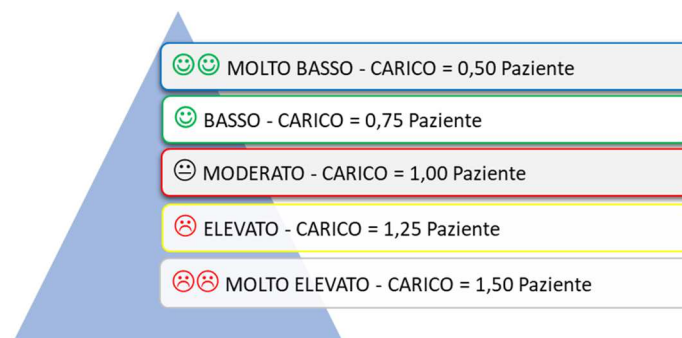 MOLTO BASSO - CARICO = 0,50 Paziente
BASSO - CARICO = 0,75 Paziente
MODERATO - CARICO = 1,00 Paziente
ELEVATO - CARICO = 1,25 Paziente
MOLTO ELEVATO - CARICO = 1,50 Paziente